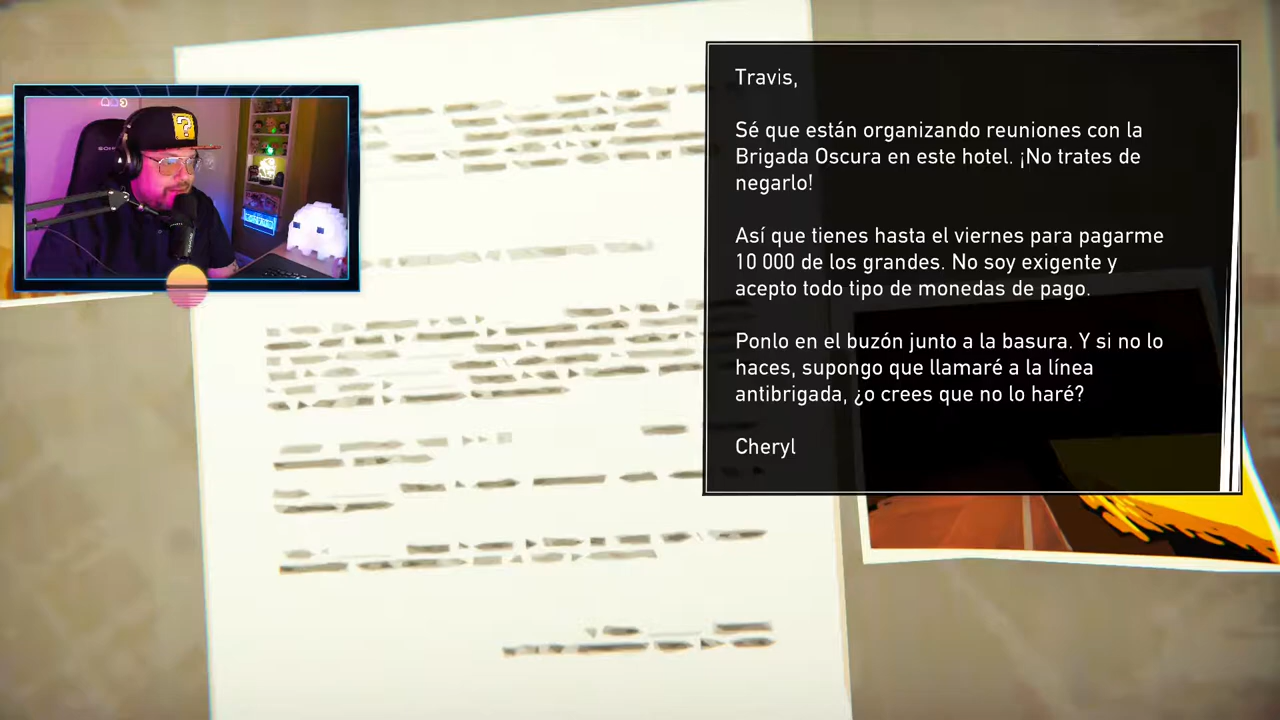 Travis,
Sé que están organizando reuniones con la
Brigada Oscura en este hotel. ¡No trates de
negarlo!
Así que tienes hasta el viernes para pagarme
10 000 de los grandes. No soy exigente y
acepto todo tipo de monedas de pago.
Ponlo en el buzón junto a la basura. Y si no lo
haces, supongo que llamaré a la línea
antibrigada, ¿o crees que no lo haré?
Cheryl